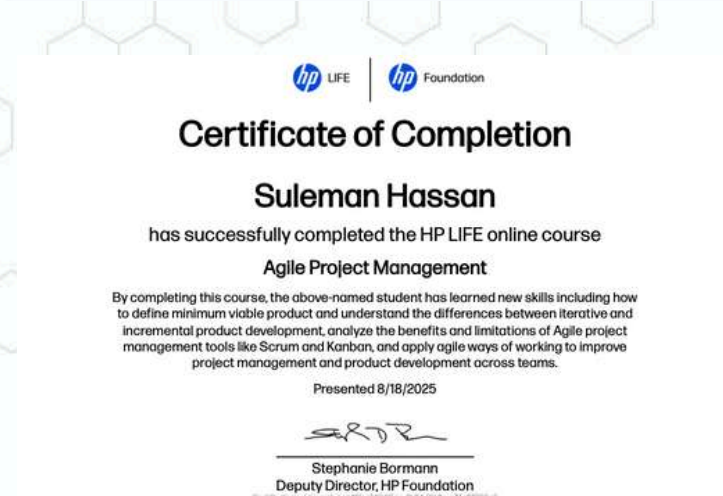 hp LIFE hp Foundation
Certificate of Completion
Suleman Hassan
has successfully completed the HP LIFE online course
Agile Project Management
By completing this course, the above-named student has learned new skills including how
to define minimum viable product and understand the differences between iterative and
incremental product development, analyze the benefits and limitations of Agile project
management tools like Scrum and Kanban, and apply agile ways of working to improve
project management and product development across teams.
Presented 8/18/2025
Stephanie Bormann
Deputy Director, HP Foundation